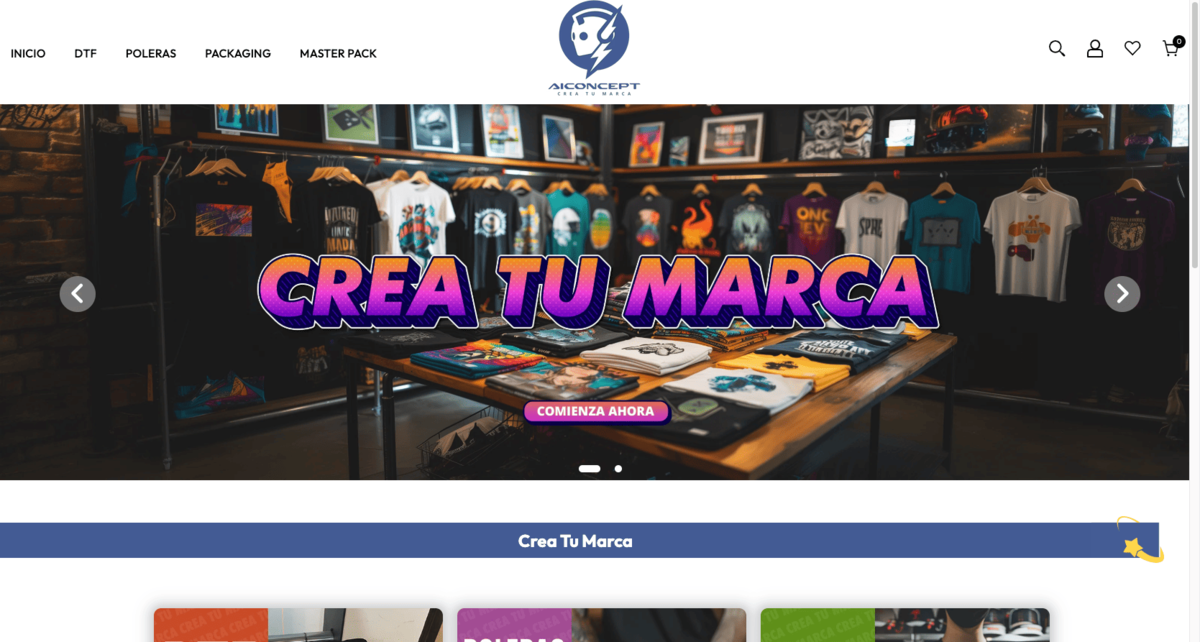 INICIO
DTF
POLERAS
PACKAGING
MASTER PACK
AICONCEPT
CREA TU MARCA
0
CREA TU MARCA
COMIENZA AHORA
Crea Tu Marca
POLERAS